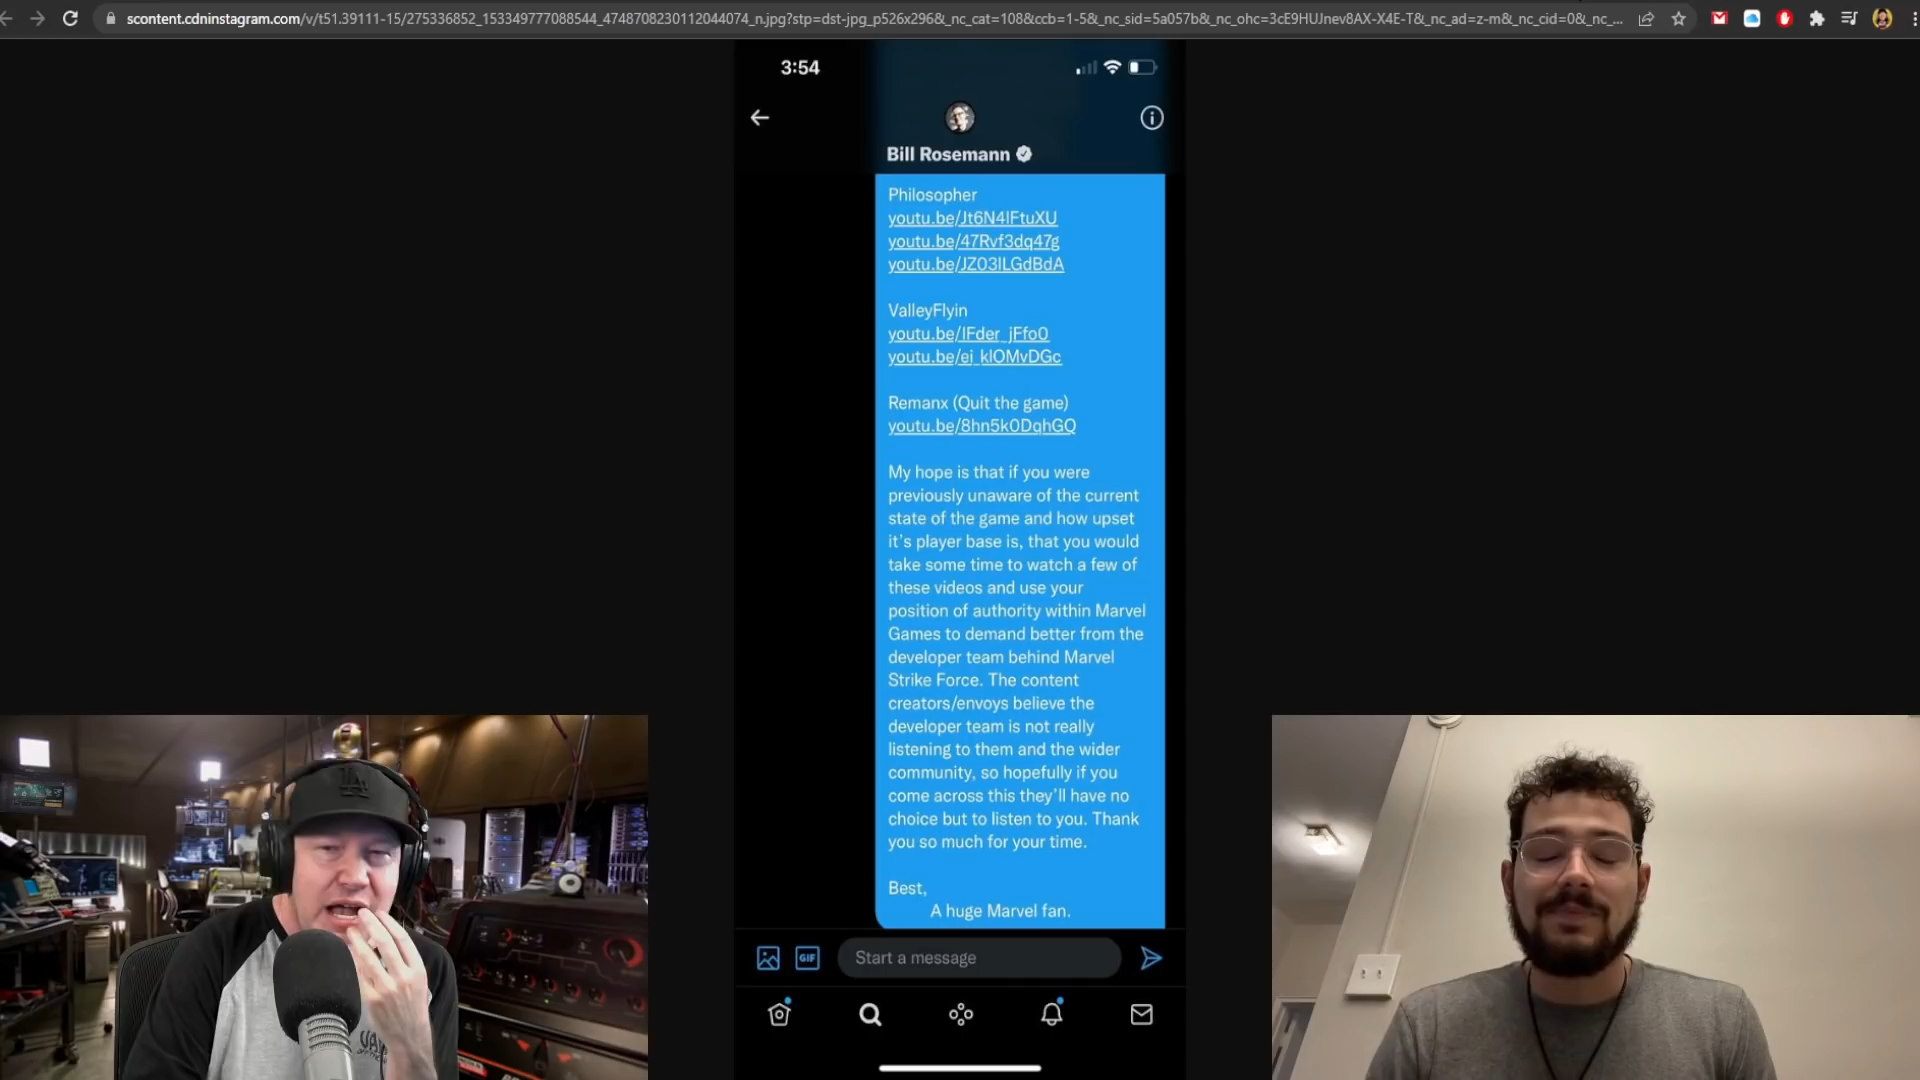 scontent.cdninstagram.com/v/t51.39111-15/275336852_153349777088544_4748708230112044074_n.jpg?stp=dst-jpg_p526x296&_nc_cat=108&ccb=1-5&_nc_sid=5a057b&_nc_ohc=3cE9HUJnev8AX-X4E-T&_nc_ad=z-m&_nc_cid=0&_nc_...
3:54
Bill Rosemann
Philosopher
youtu.be/Jt6N4lFtuXU
youtu.be/47Rvf3dq47g
youtu.be/JZ03lLGdBdA
ValleyFlyin
youtu.be/IFder_jFfo0
youtu.be/ej_klOMvDGc
Remanx (Quit the game)
youtu.be/8hn5k0DqhGQ
My hope is that if you were
previously unaware of the current
state of the game and how upset
it's player base is, that you would
take some time to watch a few of
these videos and use your
position of authority within Marvel
Games to demand better from the
developer team behind Marvel
Strike Force. The content
creators/envoys believe the
developer team is not really
listening to them and the wider
community, so hopefully if you
come across this they'll have no
choice but to listen to you. Thank
you so much for your time.
Best,
A huge Marvel fan.
GIF
Start a message
LA